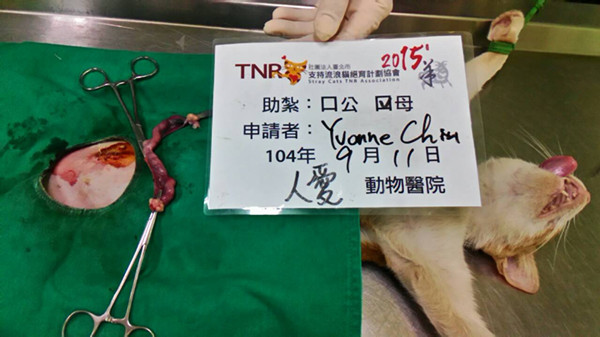 TNR 社團法人臺北市 支持流浪貓絕育計劃協會
Stray Cats TNR Association
2015'
助紮：口公 口母
申請者：Yvonne Chiu
104年 9月 11日
人愛 動物醫院